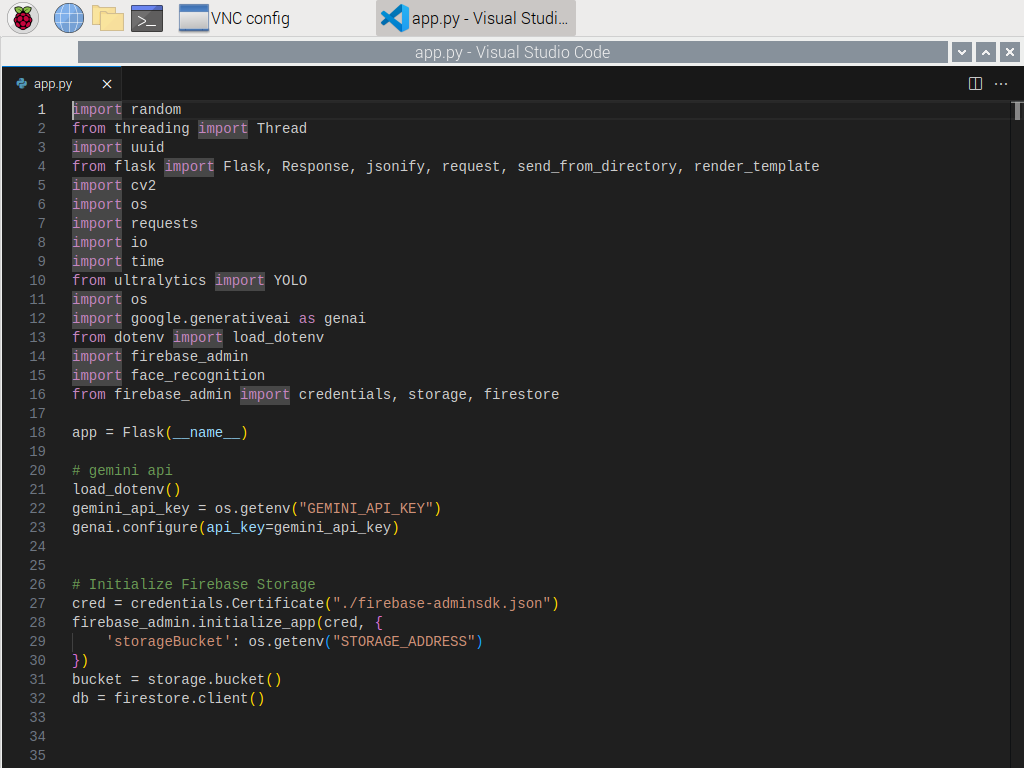 VNC config
app.py - Visual Studi...
app.py - Visual Studio Code
app.py
1 import random
2 from threading import Thread
3 import uuid
4 from flask import Flask, Response, jsonify, request, send_from_directory, render_template
5 import cv2
6 import os
7 import requests
8 import io
9 import time
10 from ultralytics import YOLO
11 import os
12 import google.generativeai as genai
13 from dotenv import load_dotenv
14 import firebase_admin
15 import face_recognition
16 from firebase_admin import credentials, storage, firestore
17
18 app = Flask(__name__)
19
20 # gemini api
21 load_dotenv()
22 gemini_api_key = os.getenv("GEMINI_API_KEY")
23 genai.configure(api_key=gemini_api_key)
24
25
26 # Initialize Firebase Storage
27 cred = credentials.Certificate("./firebase-adminsdk.json")
28 firebase_admin.initialize_app(cred, {
29     'storageBucket': os.getenv("STORAGE_ADDRESS")
30 })
31 bucket = storage.bucket()
32 db = firestore.client()
33
34
35